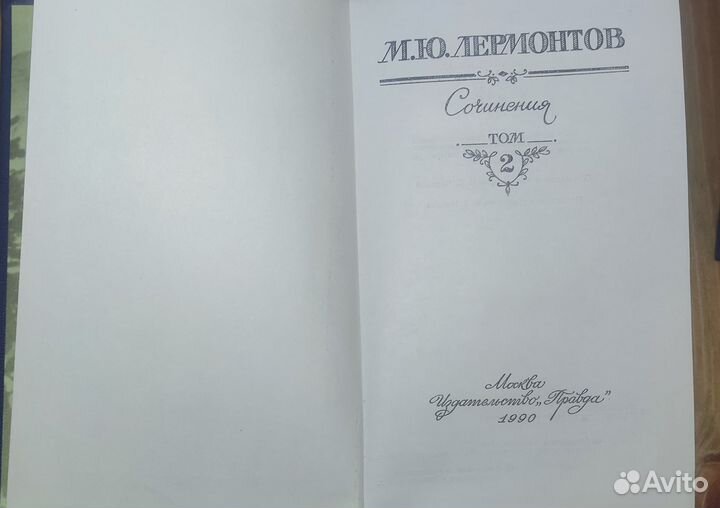 М.Ю. ЛЕРМОНТОВ
Сочинения
ТОМ
2
Москва
Издательство „Правда"
1990
Avito